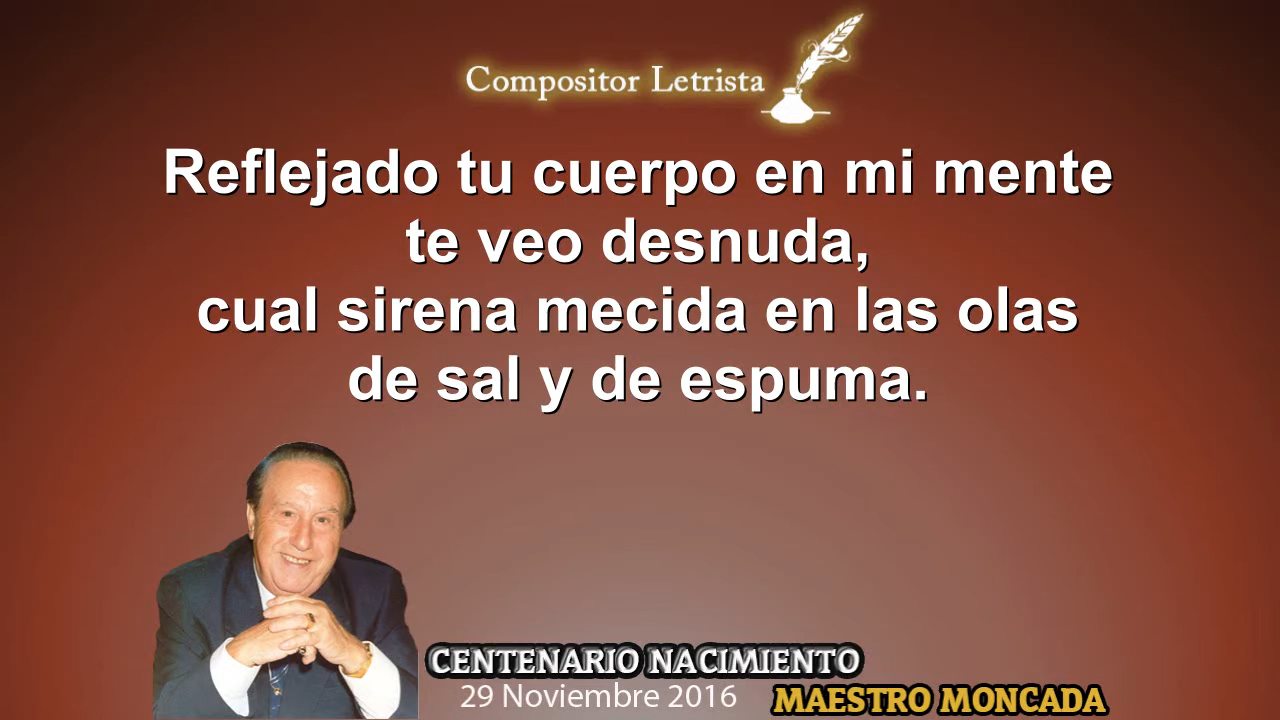 Compositor Letrista
Reflejado tu cuerpo en mi mente
te veo desnuda,
cual sirena mecida en las olas
de sal y de espuma.
CENTENARIO NACIMIENTO
29 Noviembre 2016
MAESTRO MONCADA